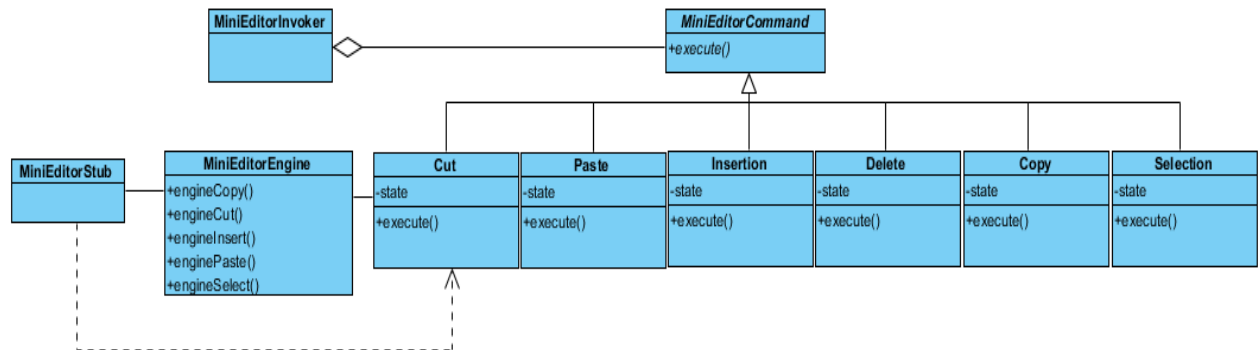 MiniEditorInvoker
MiniEditorCommand
+execute()
MiniEditorStub
MiniEditorEngine
+engineCopy()
+engineCut()
+engineInsert()
+enginePaste()
+engineSelect()
Cut
-state
+execute()
Paste
-state
+execute()
Insertion
-state
+execute()
Delete
-state
+execute()
Copy
-state
+execute()
Selection
-state
+execute()